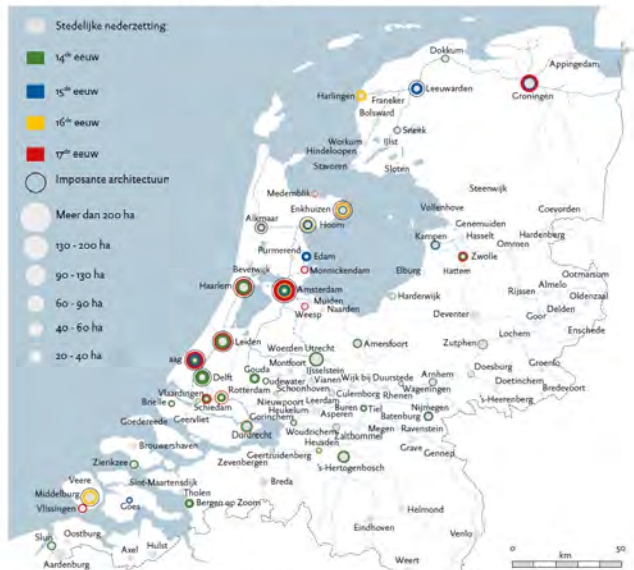 Stedelijke nederzetting
14de eeuw
15de eeuw
16de eeuw
17de eeuw
Imposante architectuur
Meer dan 200 ha
130 - 200 ha
90 - 130 ha
60 - 90 ha
40 - 60 ha
20 - 40 ha
Dokkum
Appingedam
Leeuwarden
Groningen
Harlingen
Franeker
Bolsward
Sneek
Workum
IJlst
Hindeloopen
Stavoren
Sloten
Steenwijk
Medemblik
Enkhuizen
Vollenhove
Coevorden
Alkmaar
Hoorn
Genemuiden
Kampen
Hasselt
Hardenberg
Ommen
Purmerend
Edam
Zwolle
Beverwijk
Monnickendam
Elburg
Hattem
Ootmarsum
Haarlem
Amsterdam
Harderwijk
Rijssen
Almelo
Oldenzaal
Muiden
Naarden
Weesp
Deventer
Goor
Delden
Enschede
Lochem
Leiden
Woerden
Utrecht
Amersfoort
Zutphen
aag
Montfoort
IJsselstein
Doesburg
Groenlo
Delft
Gouda
Oudewater
Vianen
Wijk bij Duurstede
Arnhem
Wageningen
Doetinchem
Bredevoort
Vlaardingen
Rotterdam
Schoonhoven
Culemborg
Rhenen
's-Heerenberg
Brielle
Schiedam
Nieuwpoort
Leerdam
Buren
Tiel
Nijmegen
Goedereede
Geervliet
Gorinchem
Heukelum
Asperen
Batenburg
Dordrecht
Woudrichem
Zaltbommel
Megen
Ravenstein
Brouwershaven
Heusden
Grave
Gennep
Zierikzee
Zevenbergen
Geertruidenberg
's-Hertogenbosch
Veere
Sint-Maartensdijk
Middelburg
Tholen
Breda
Vlissingen
Goes
Bergen op Zoom
Helmond
Eindhoven
Venlo
Sluis
Oostburg
Axel
Hulst
Aardenburg
Weert
0
50
km